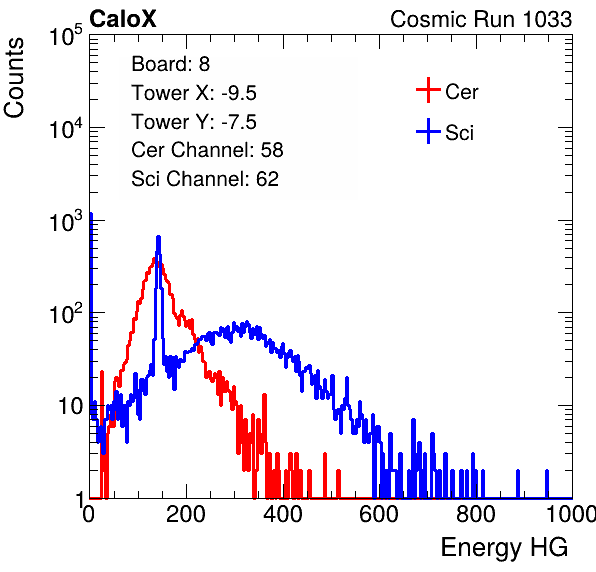 CaloX
Cosmic Run 1033
Counts
Board: 8
Tower X: -9.5
Tower Y: -7.5
Cer Channel: 58
Sci Channel: 62
Cer
Sci
10^5
10^4
10^3
10^2
10
1
0 200 400 600 800 1000
Energy HG